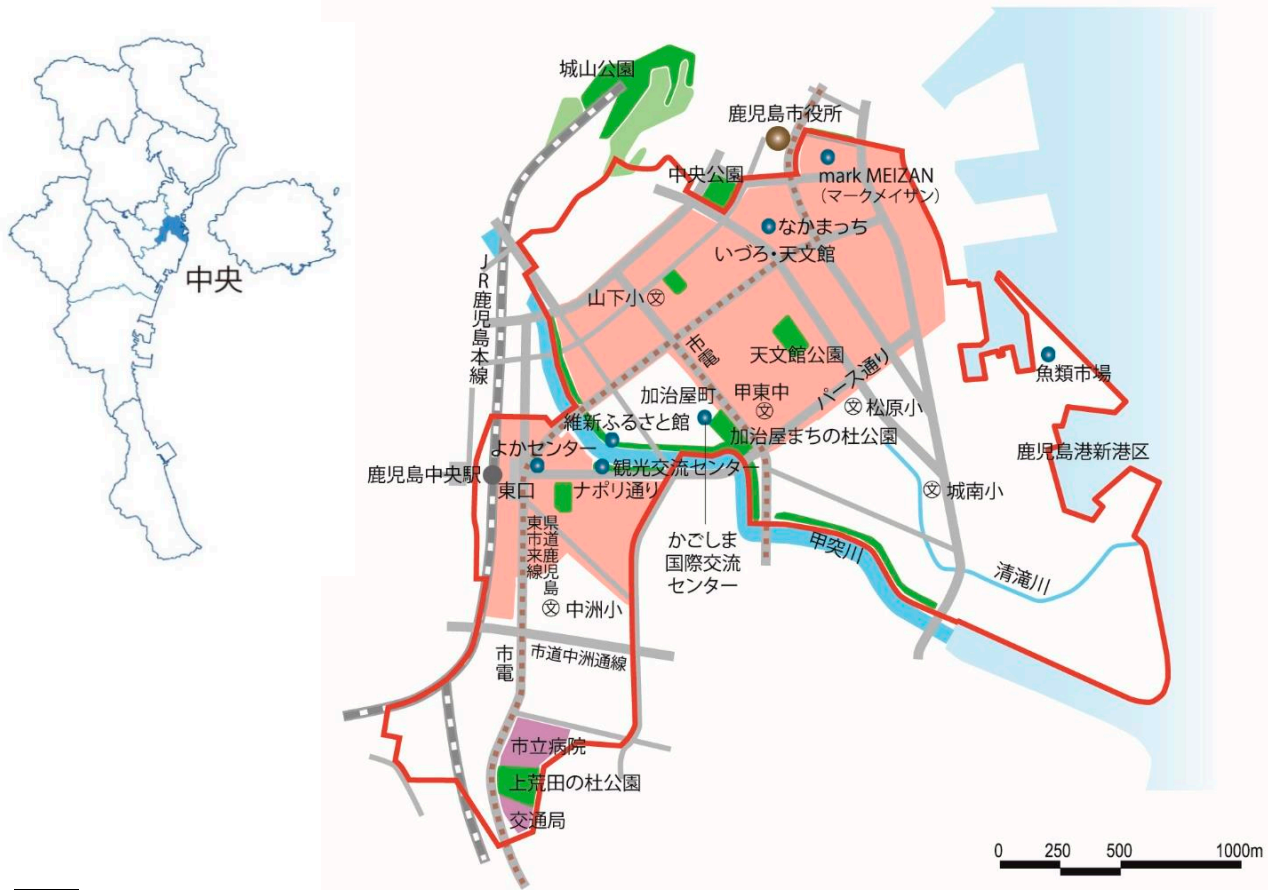 中央
城山公園
鹿児島市役所
中央公園
mark MEIZAN
（マークメイザン）
なかまっち
いづろ・天文館
JR鹿児島本線
山下小
文
市電
天文館公園
パース通り
加治屋町
甲東中
文
文
松原小
魚類市場
維新ふるさと館
加治屋まちの杜公園
よかセンター
鹿児島港新港区
鹿児島中央駅
観光交流センター
東口
ナポリ通り
文
城南小
県道鹿児島
東市来線
かごしま
国際交流
センター
甲突川
清滝川
文
中洲小
市電
市道中洲通線
市立病院
上荒田の杜公園
交通局
0
250
500
1000m